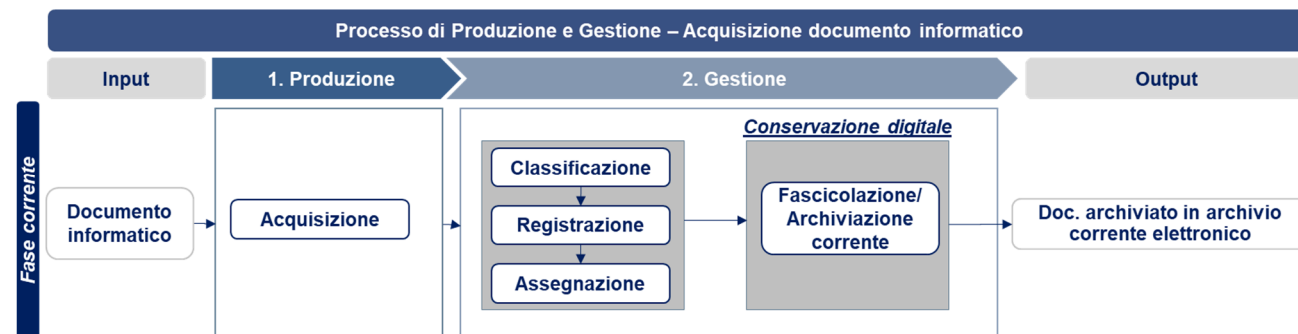 Processo di Produzione e Gestione – Acquisizione documento informatico
Input
1. Produzione
2. Gestione
Output
Fase corrente
Documento
informatico
Acquisizione
Classificazione
Registrazione
Assegnazione
Conservazione digitale
Fascicolazione/
Archiviazione
corrente
Doc. archiviato in archivio
corrente elettronico